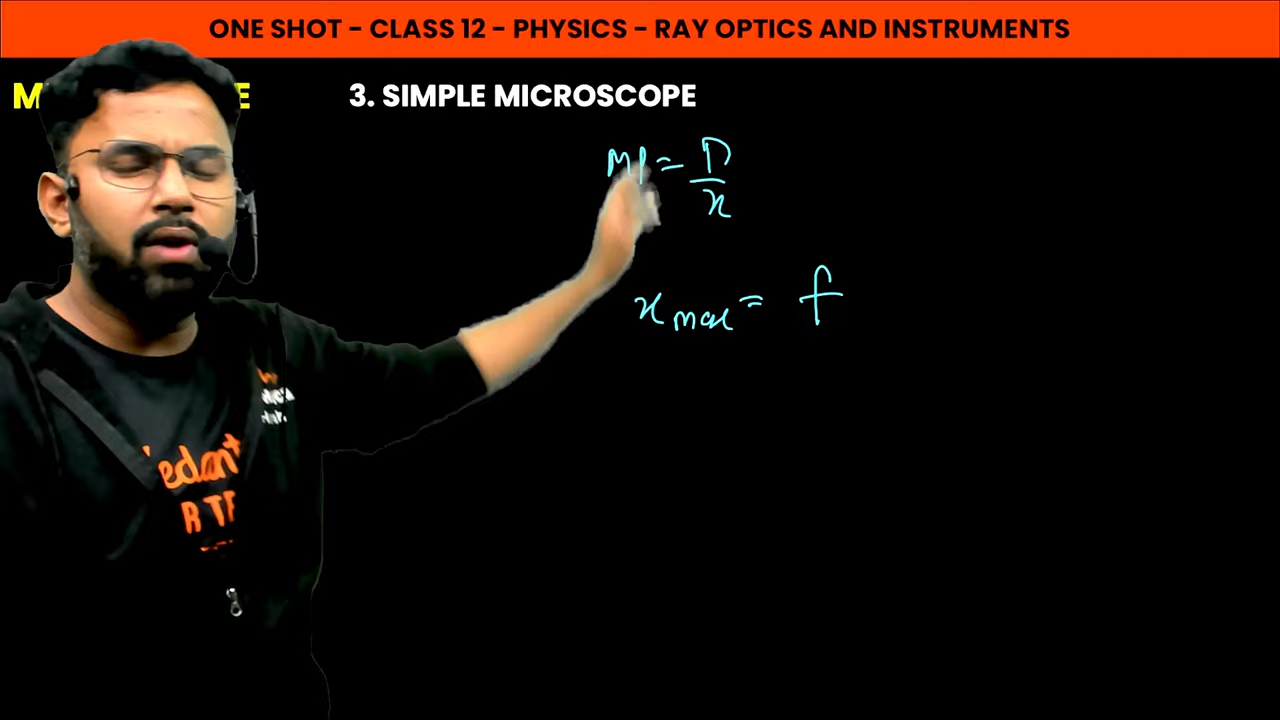 ONE SHOT - CLASS 12 - PHYSICS - RAY OPTICS AND INSTRUMENTS
3. SIMPLE MICROSCOPE
MP = D/x
x max = f